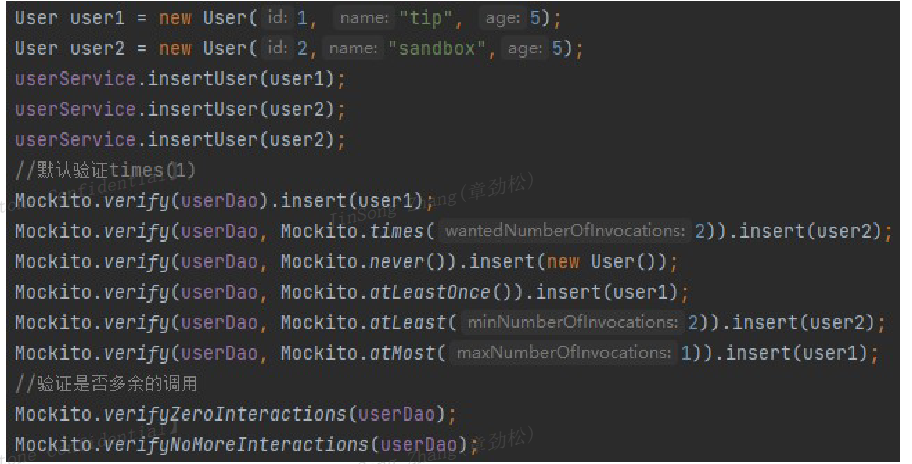 User user1 = new User( id: 1, name: "tip", age: 5);
User user2 = new User( id: 2, name: "sandbox", age: 5);
userService.insertUser(user1);
userService.insertUser(user2);
userService.insertUser(user2);
//默认验证times(1)
Mockito.verify(userDao).insert(user1);
JinSong Zhang(章劲松)
Mockito.verify(userDao, Mockito.times( wantedNumberOfInvocations: 2)).insert(user2);
Mockito.verify(userDao, Mockito.never()).insert(new User());
Mockito.verify(userDao, Mockito.atLeastOnce()).insert(user1);
Mockito.verify(userDao, Mockito.atLeast( minNumberOfInvocations: 2)).insert(user2);
Mockito.verify(userDao, Mockito.atMost( maxNumberOfInvocations: 1)).insert(user1);
//验证是否多余的调用
Mockito.verifyZeroInteractions(userDao);
Mockito.verifyNoMoreInteractions(userDao);
Zhang(章劲松)